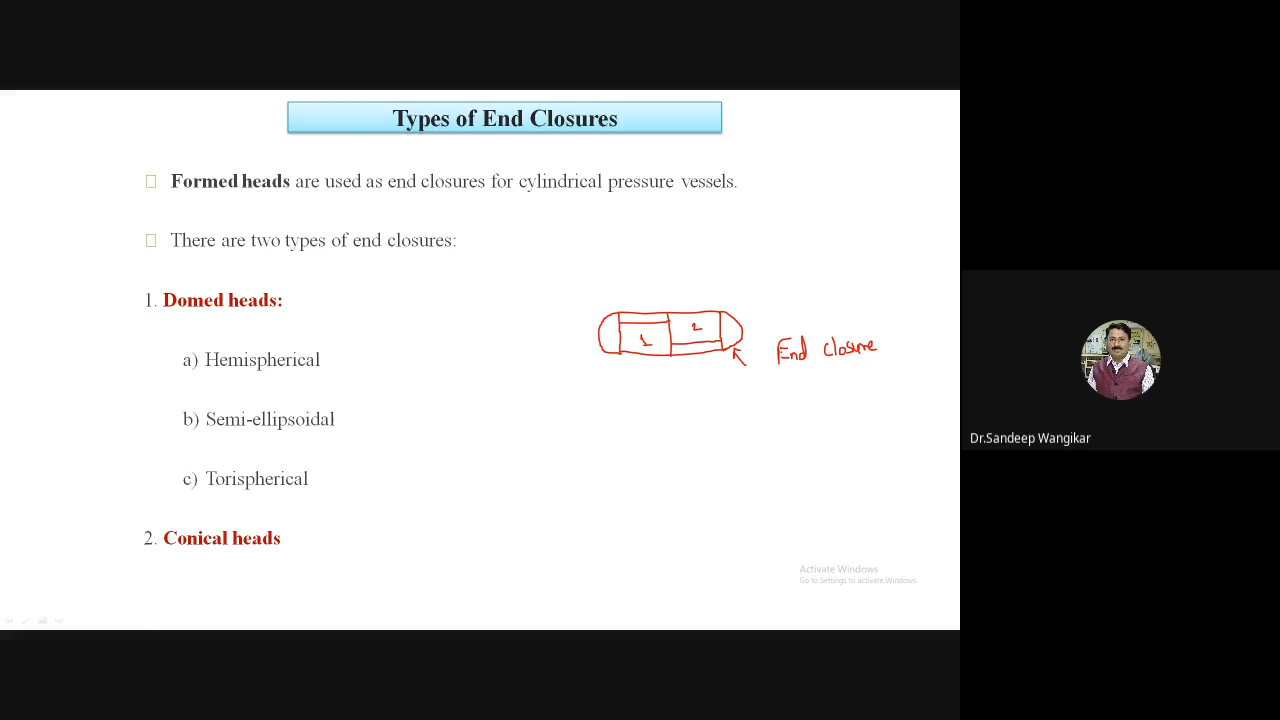 Types of End Closures
Formed heads are used as end closures for cylindrical pressure vessels.
There are two types of end closures:
1. Domed heads:
a) Hemispherical
1
2
End closure
b) Semi-ellipsoidal
c) Torispherical
2. Conical heads
Dr.Sandeep Wangikar
Activate Windows
Go to Settings to activate Windows.